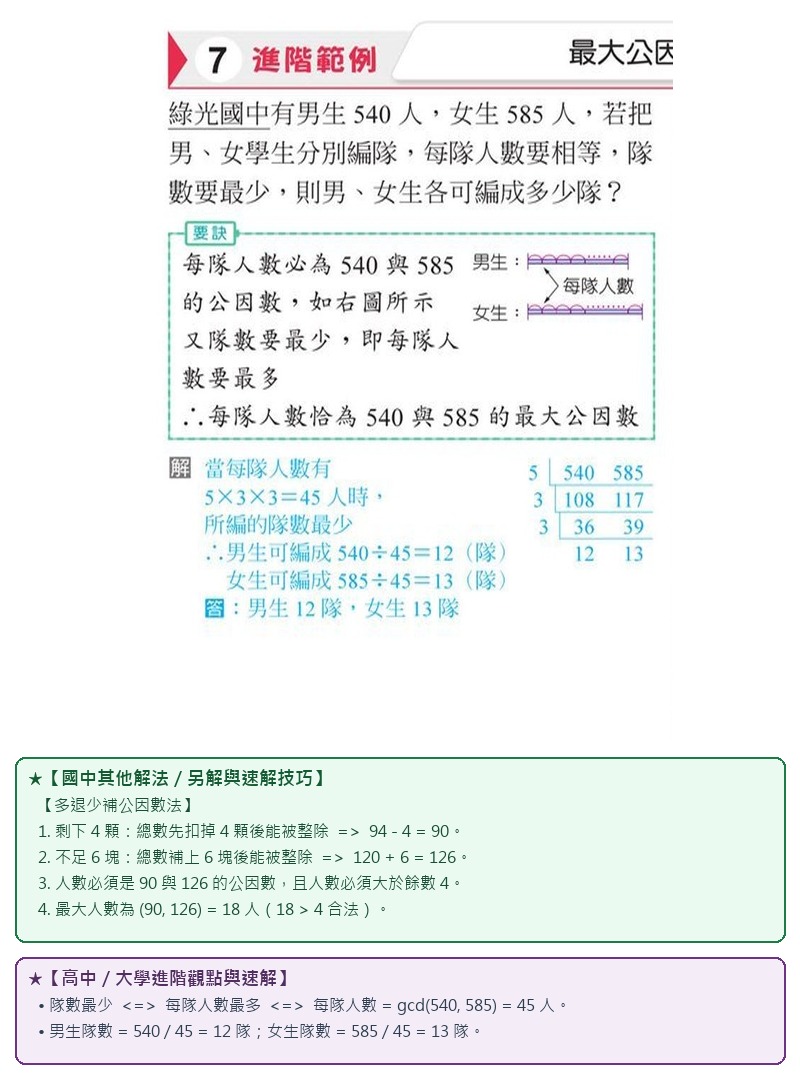 7 進階範例
最大公因
綠光國中有男生 540 人，女生 585 人，若把
男、女學生分別編隊，每隊人數要相等，隊
數要最少，則男、女生各可編成多少隊？
要訣
每隊人數必為 540 與 585
的公因數，如右圖所示
又隊數要最少，即每隊人
數要最多
∴每隊人數恰為 540 與 585 的最大公因數
男生：
每隊人數
女生：
解 當每隊人數有
5×3×3＝45 人時，
所編的隊數最少
∴男生可編成 540÷45＝12（隊）
女生可編成 585÷45＝13（隊）
答：男生 12 隊，女生 13 隊
5 540 585
3 108 117
3 36 39
12 13
★【國中其他解法 / 另解與速解技巧】
【多退少補公因數法】
1. 剩下 4 顆：總數先扣掉 4 顆後能被整除 => 94 - 4 = 90。
2. 不足 6 塊：總數補上 6 塊後能被整除 => 120 + 6 = 126。
3. 人數必須是 90 與 126 的公因數，且人數必須大於餘數 4。
4. 最大人數為 (90, 126) = 18 人（18 > 4 合法）。
★【高中 / 大學進階觀點與速解】
• 隊數最少 <=> 每隊人數最多 <=> 每隊人數 = gcd(540, 585) = 45 人。
• 男生隊數 = 540 / 45 = 12 隊；女生隊數 = 585 / 45 = 13 隊。